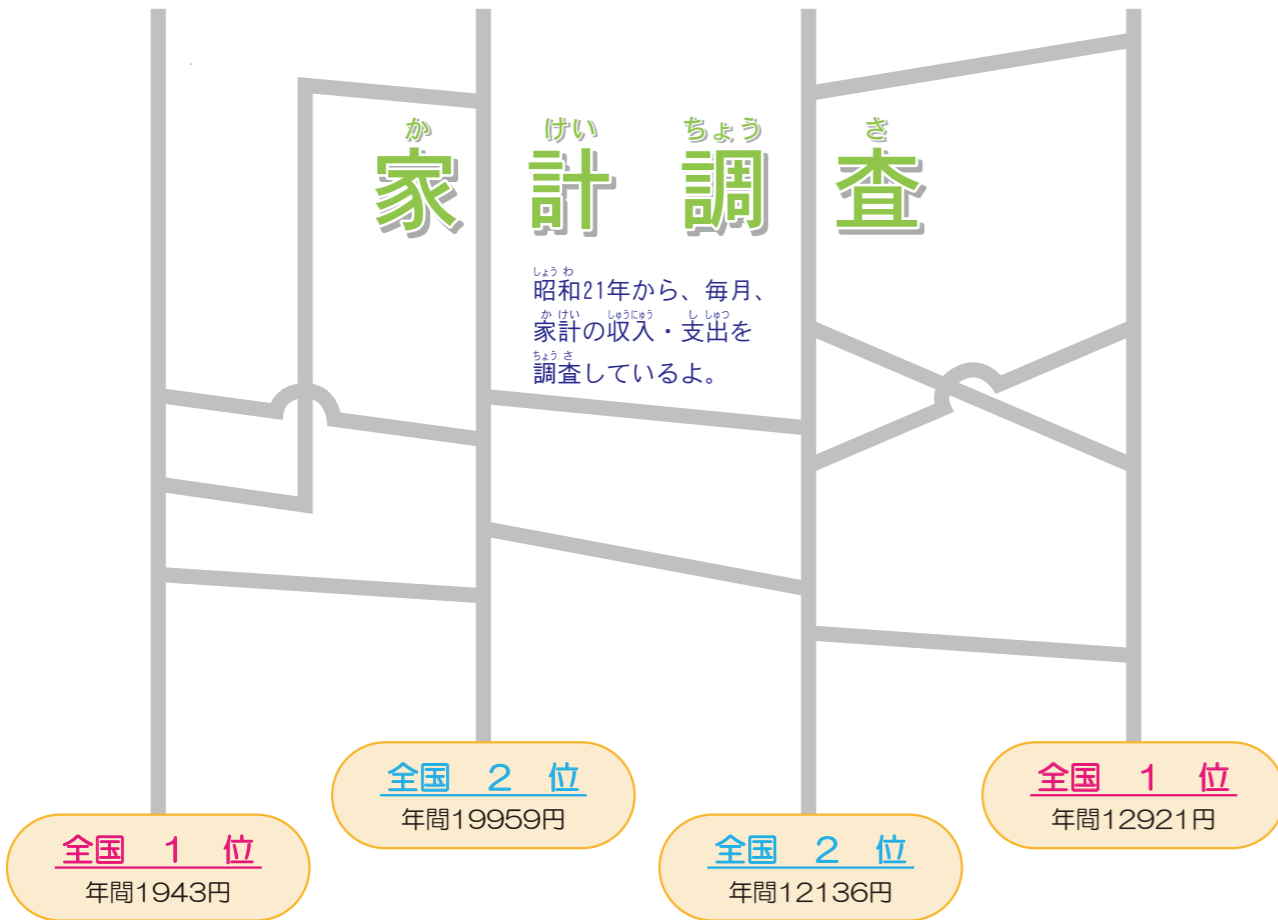 か けい ちょう さ
家 計 調 査
しょう わ
昭和21年から、毎月、
か けい しゅうにゅう し しゅつ
家計の収入・支出を
ちょう さ
調査しているよ。
全国 2 位
年間19959円
全国 1 位
年間12921円
全国 1 位
年間1943円
全国 2 位
年間12136円